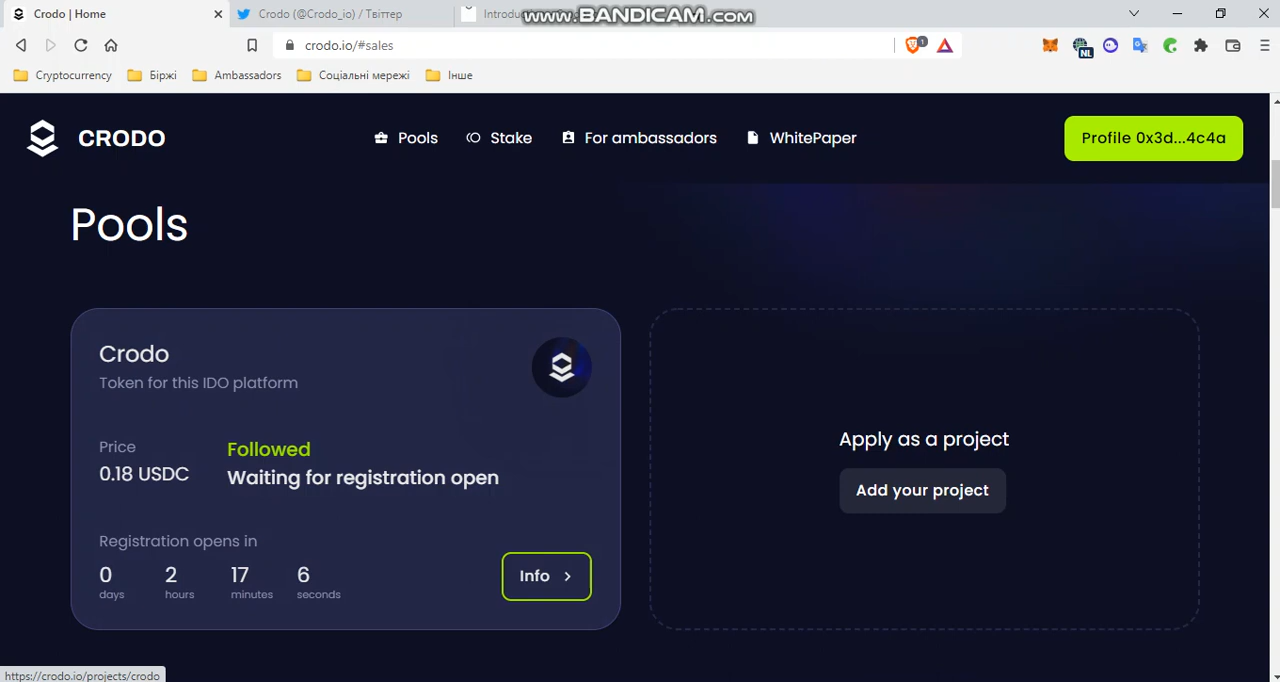 Crodo | Home
Crodo (@Crodo_io) / Твіттер
Introdu
www.BANDICAM.com
crodo.io/#sales
1
NL
Cryptocurrency
Біржі
Ambassadors
Соціальні мережі
Інше
CRODO
Pools
Stake
For ambassadors
WhitePaper
Profile 0x3d...4c4a
Pools
Crodo
Token for this IDO platform
Price
0.18 USDC
Followed
Waiting for registration open
Registration opens in
0 2 17 6
days hours minutes seconds
Info
Apply as a project
Add your project
https://crodo.io/projects/crodo